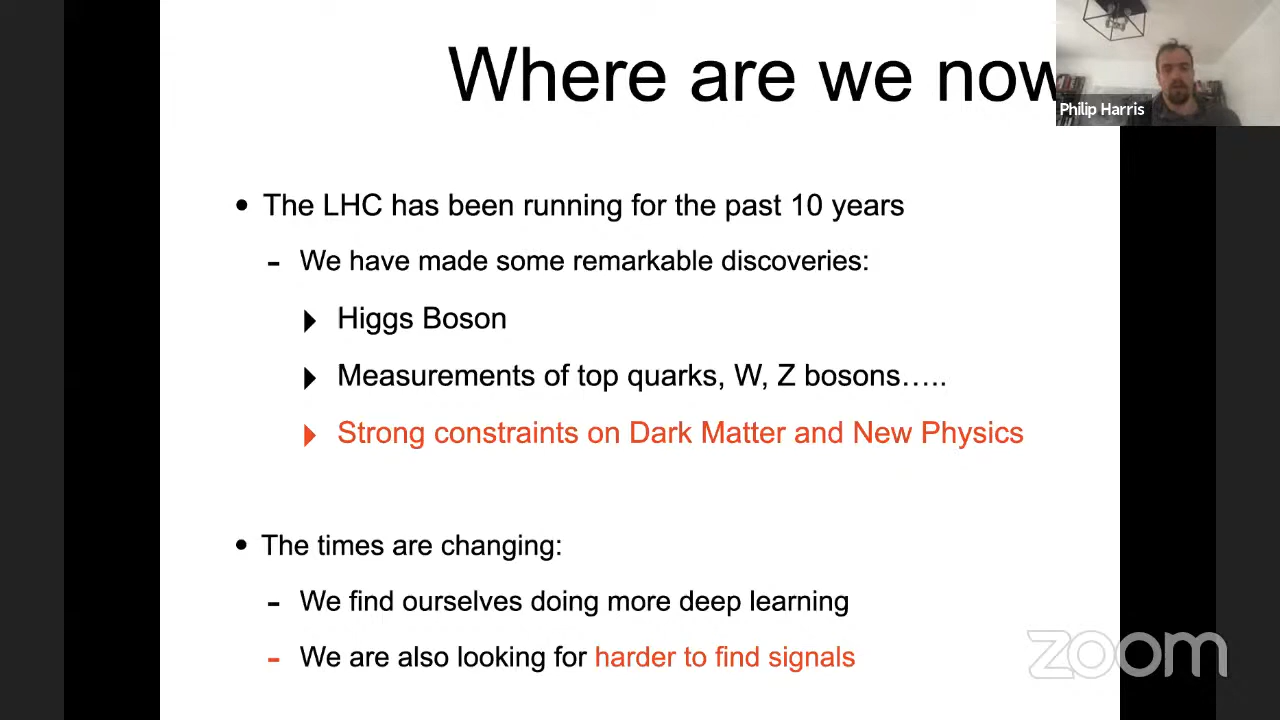 Where are we now
Philip Harris
• The LHC has been running for the past 10 years
- We have made some remarkable discoveries:
Higgs Boson
Measurements of top quarks, W, Z bosons…..
Strong constraints on Dark Matter and New Physics
• The times are changing:
- We find ourselves doing more deep learning
- We are also looking for harder to find signals
zoom